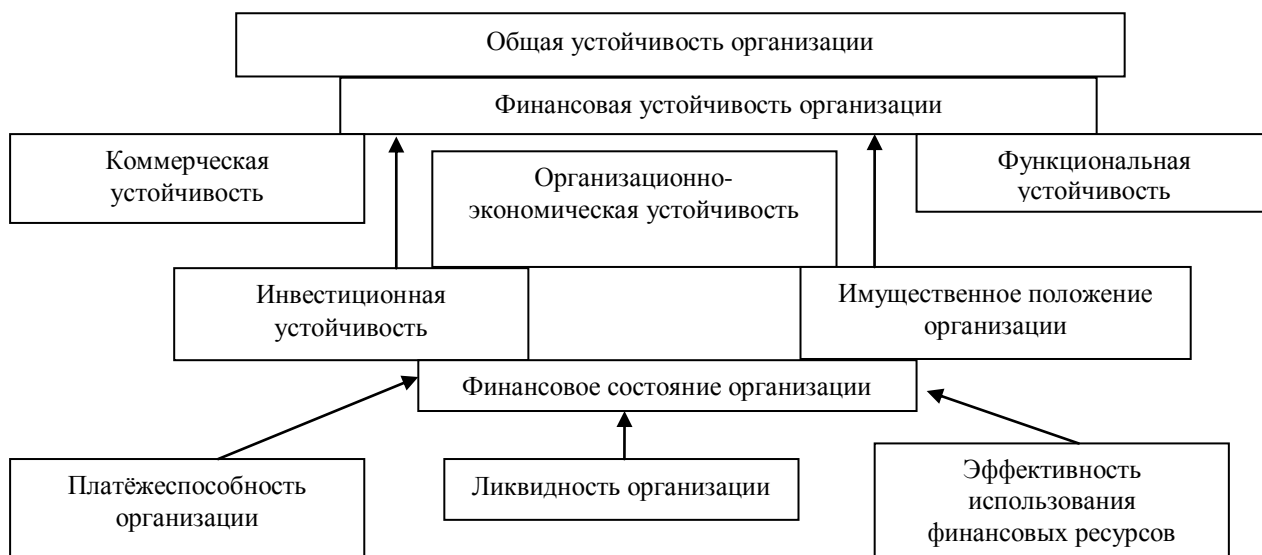 Общая устойчивость организации
Финансовая устойчивость организации
Коммерческая
устойчивость
Организационно-
экономическая устойчивость
Функциональная
устойчивость
Инвестиционная
устойчивость
Имущественное положение
организации
Финансовое состояние организации
Платёжеспособность
организации
Ликвидность организации
Эффективность
использования
финансовых ресурсов